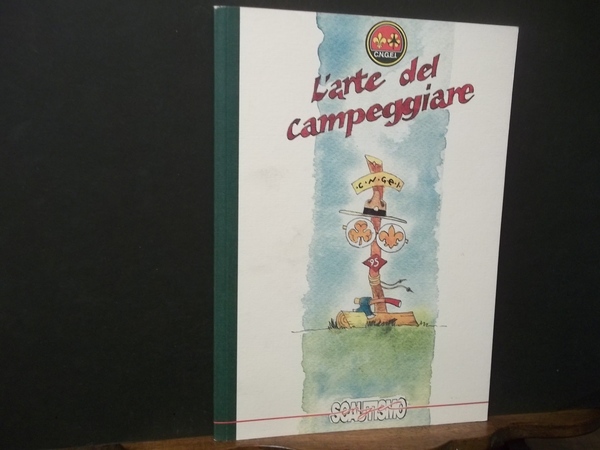 C.N.G.E.I.
L'arte del
campeggiare
·C·N·G·E·I·
95
SCAUTISMO